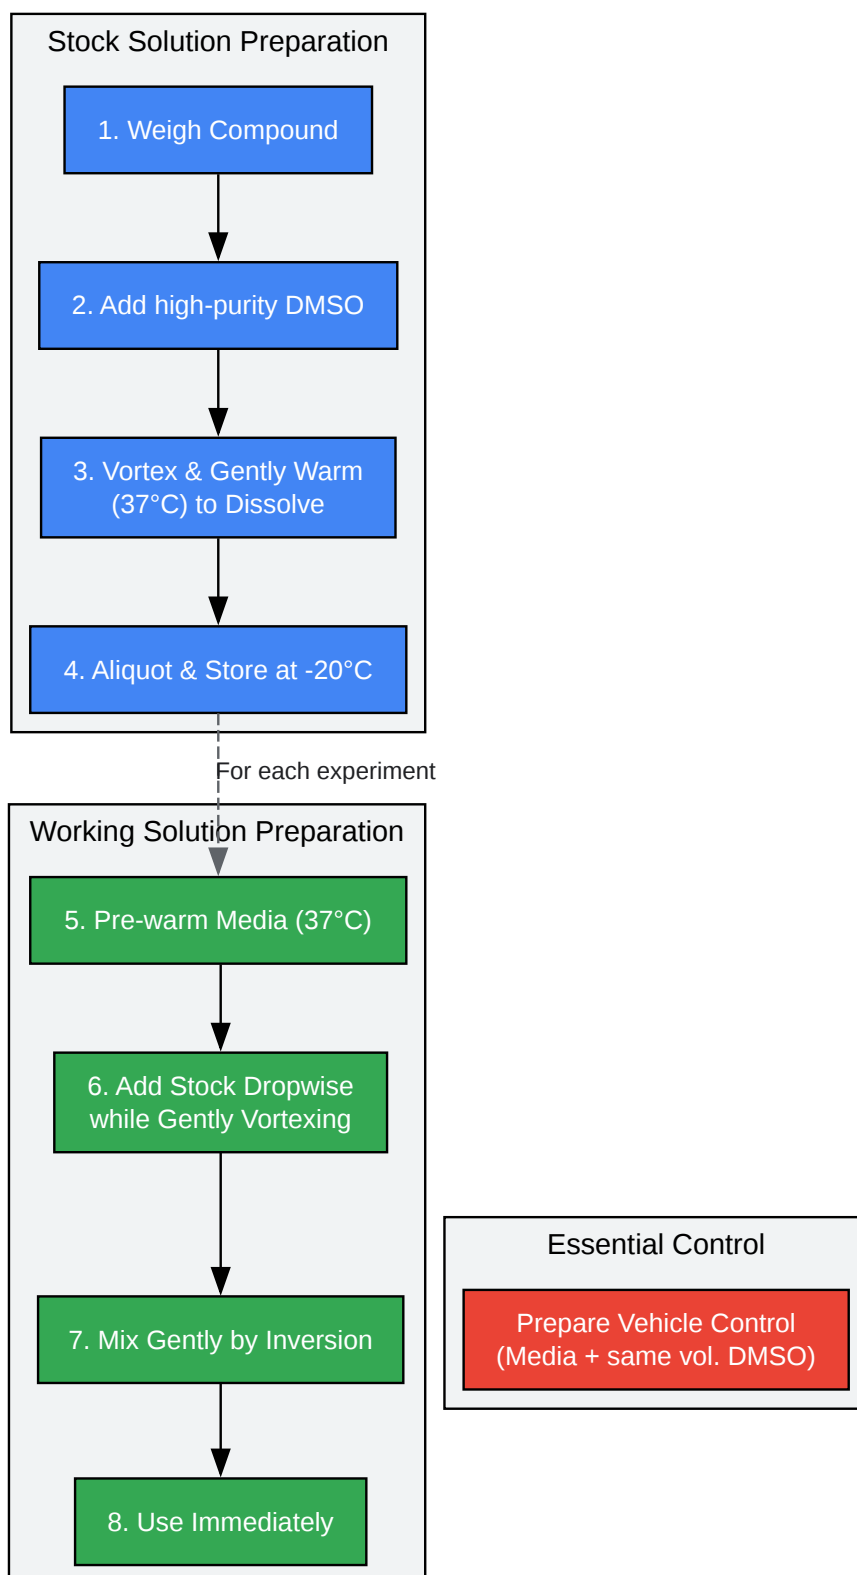 Stock Solution Preparation
1. Weigh Compound
2. Add high-purity DMSO
3. Vortex & Gently Warm
(37°C) to Dissolve
4. Aliquot & Store at -20°C
For each experiment
Working Solution Preparation
5. Pre-warm Media (37°C)
6. Add Stock Dropwise
while Gently Vortexing
7. Mix Gently by Inversion
8. Use Immediately
Essential Control
Prepare Vehicle Control
(Media + same vol. DMSO)